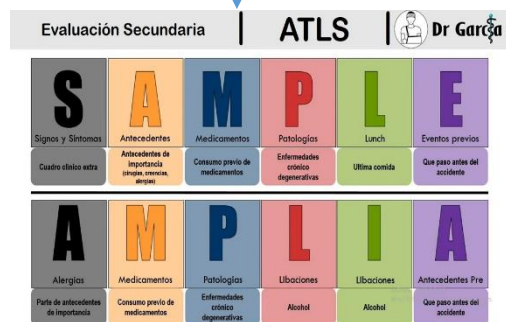 Evaluación Secundaria
ATLS
Dr García
S A M P L E
Signos y Síntomas Antecedentes Medicamentos Patologías Lunch Eventos previos
Cuadro clínico extra
Antecedentes de importancia (cirugías, creencias, alergias)
Consumo previo de medicamentos
Enfermedades crónico degenerativas
Ultima comida
Que paso antes del accidente
A M P L I A
Alergias Medicamentos Patologías LIbaciones LIbaciones Antecedentes Pre
Parte de antecedentes de importancia
Consumo previo de medicamentos
Enfermedades crónico degenerativas
Alcohol
Alcohol
Que paso antes del accidente